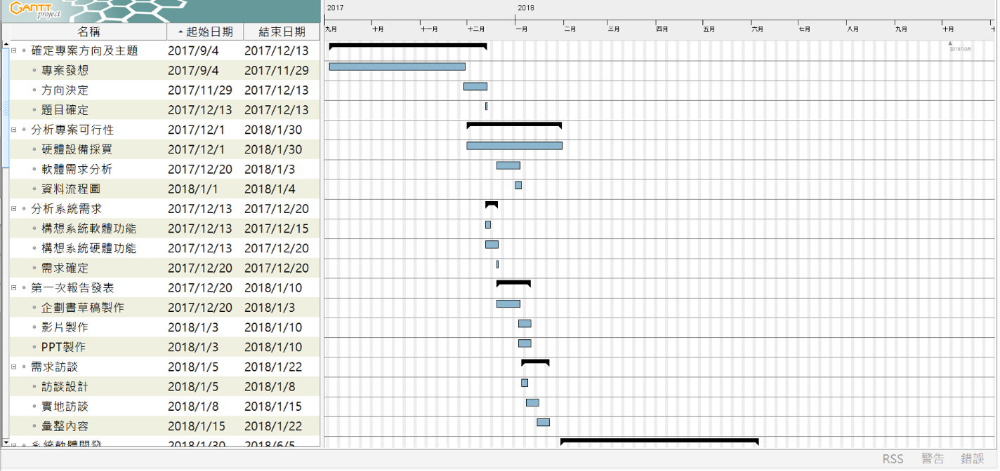 GANTT project
2017 2018
九月 十月 十一月 十二月 一月 二月 三月 四月 五月 六月 七月 八月 九月 十月
名稱 起始日期 結束日期
2018/10/6
確定專案方向及主題 2017/9/4 2017/12/13
專案發想 2017/9/4 2017/11/29
方向決定 2017/11/29 2017/12/13
題目確定 2017/12/13 2017/12/13
分析專案可行性 2017/12/1 2018/1/30
硬體設備採買 2017/12/1 2018/1/30
軟體需求分析 2017/12/20 2018/1/3
資料流程圖 2018/1/1 2018/1/4
分析系統需求 2017/12/13 2017/12/20
構想系統軟體功能 2017/12/13 2017/12/15
構想系統硬體功能 2017/12/13 2017/12/20
需求確定 2017/12/20 2017/12/20
第一次報告發表 2017/12/20 2018/1/10
企劃書草稿製作 2017/12/20 2018/1/3
影片製作 2018/1/3 2018/1/10
PPT製作 2018/1/3 2018/1/10
需求訪談 2018/1/5 2018/1/22
訪談設計 2018/1/5 2018/1/8
實地訪談 2018/1/8 2018/1/15
彙整內容 2018/1/15 2018/1/22
系統軟體開發 2018/1/30 2018/6/5
RSS 警告 錯誤